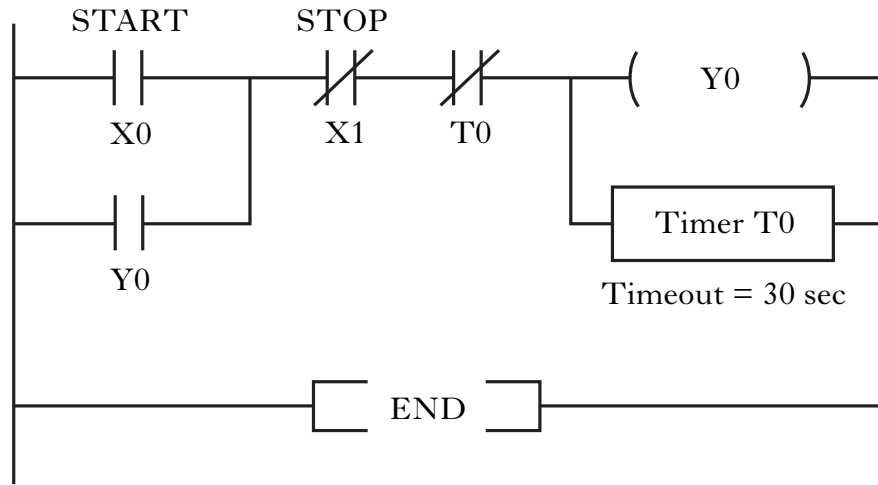 START STOP
X0 X1 T0 Y0
Y0 Timer T0
Timeout = 30 sec
END